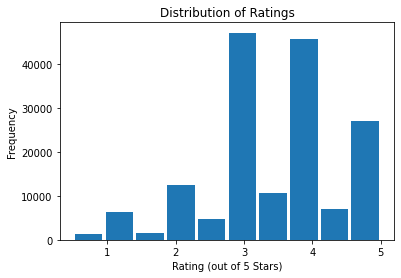 Distribution of Ratings
Frequency
40000
30000
20000
10000
0
1 2 3 4 5
Rating (out of 5 Stars)